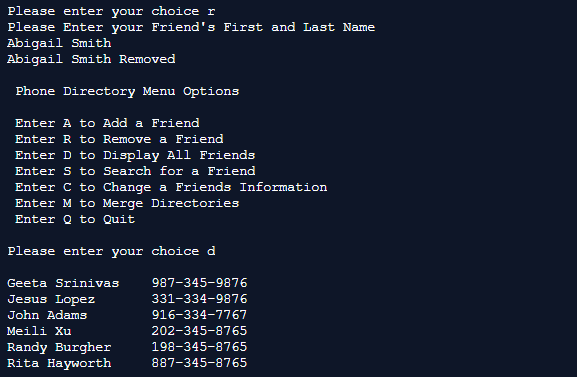 Please enter your choice r
Please Enter your Friend's First and Last Name
Abigail Smith
Abigail Smith Removed
Phone Directory Menu Options
Enter A to Add a Friend
Enter R to Remove a Friend
Enter D to Display All Friends
Enter S to Search for a Friend
Enter C to Change a Friends Information
Enter M to Merge Directories
Enter Q to Quit
Please enter your choice d
Geeta Srinivas    987-345-9876
Jesus Lopez       331-334-9876
John Adams        916-334-7767
Meili Xu          202-345-8765
Randy Burgher     198-345-8765
Rita Hayworth     887-345-8765